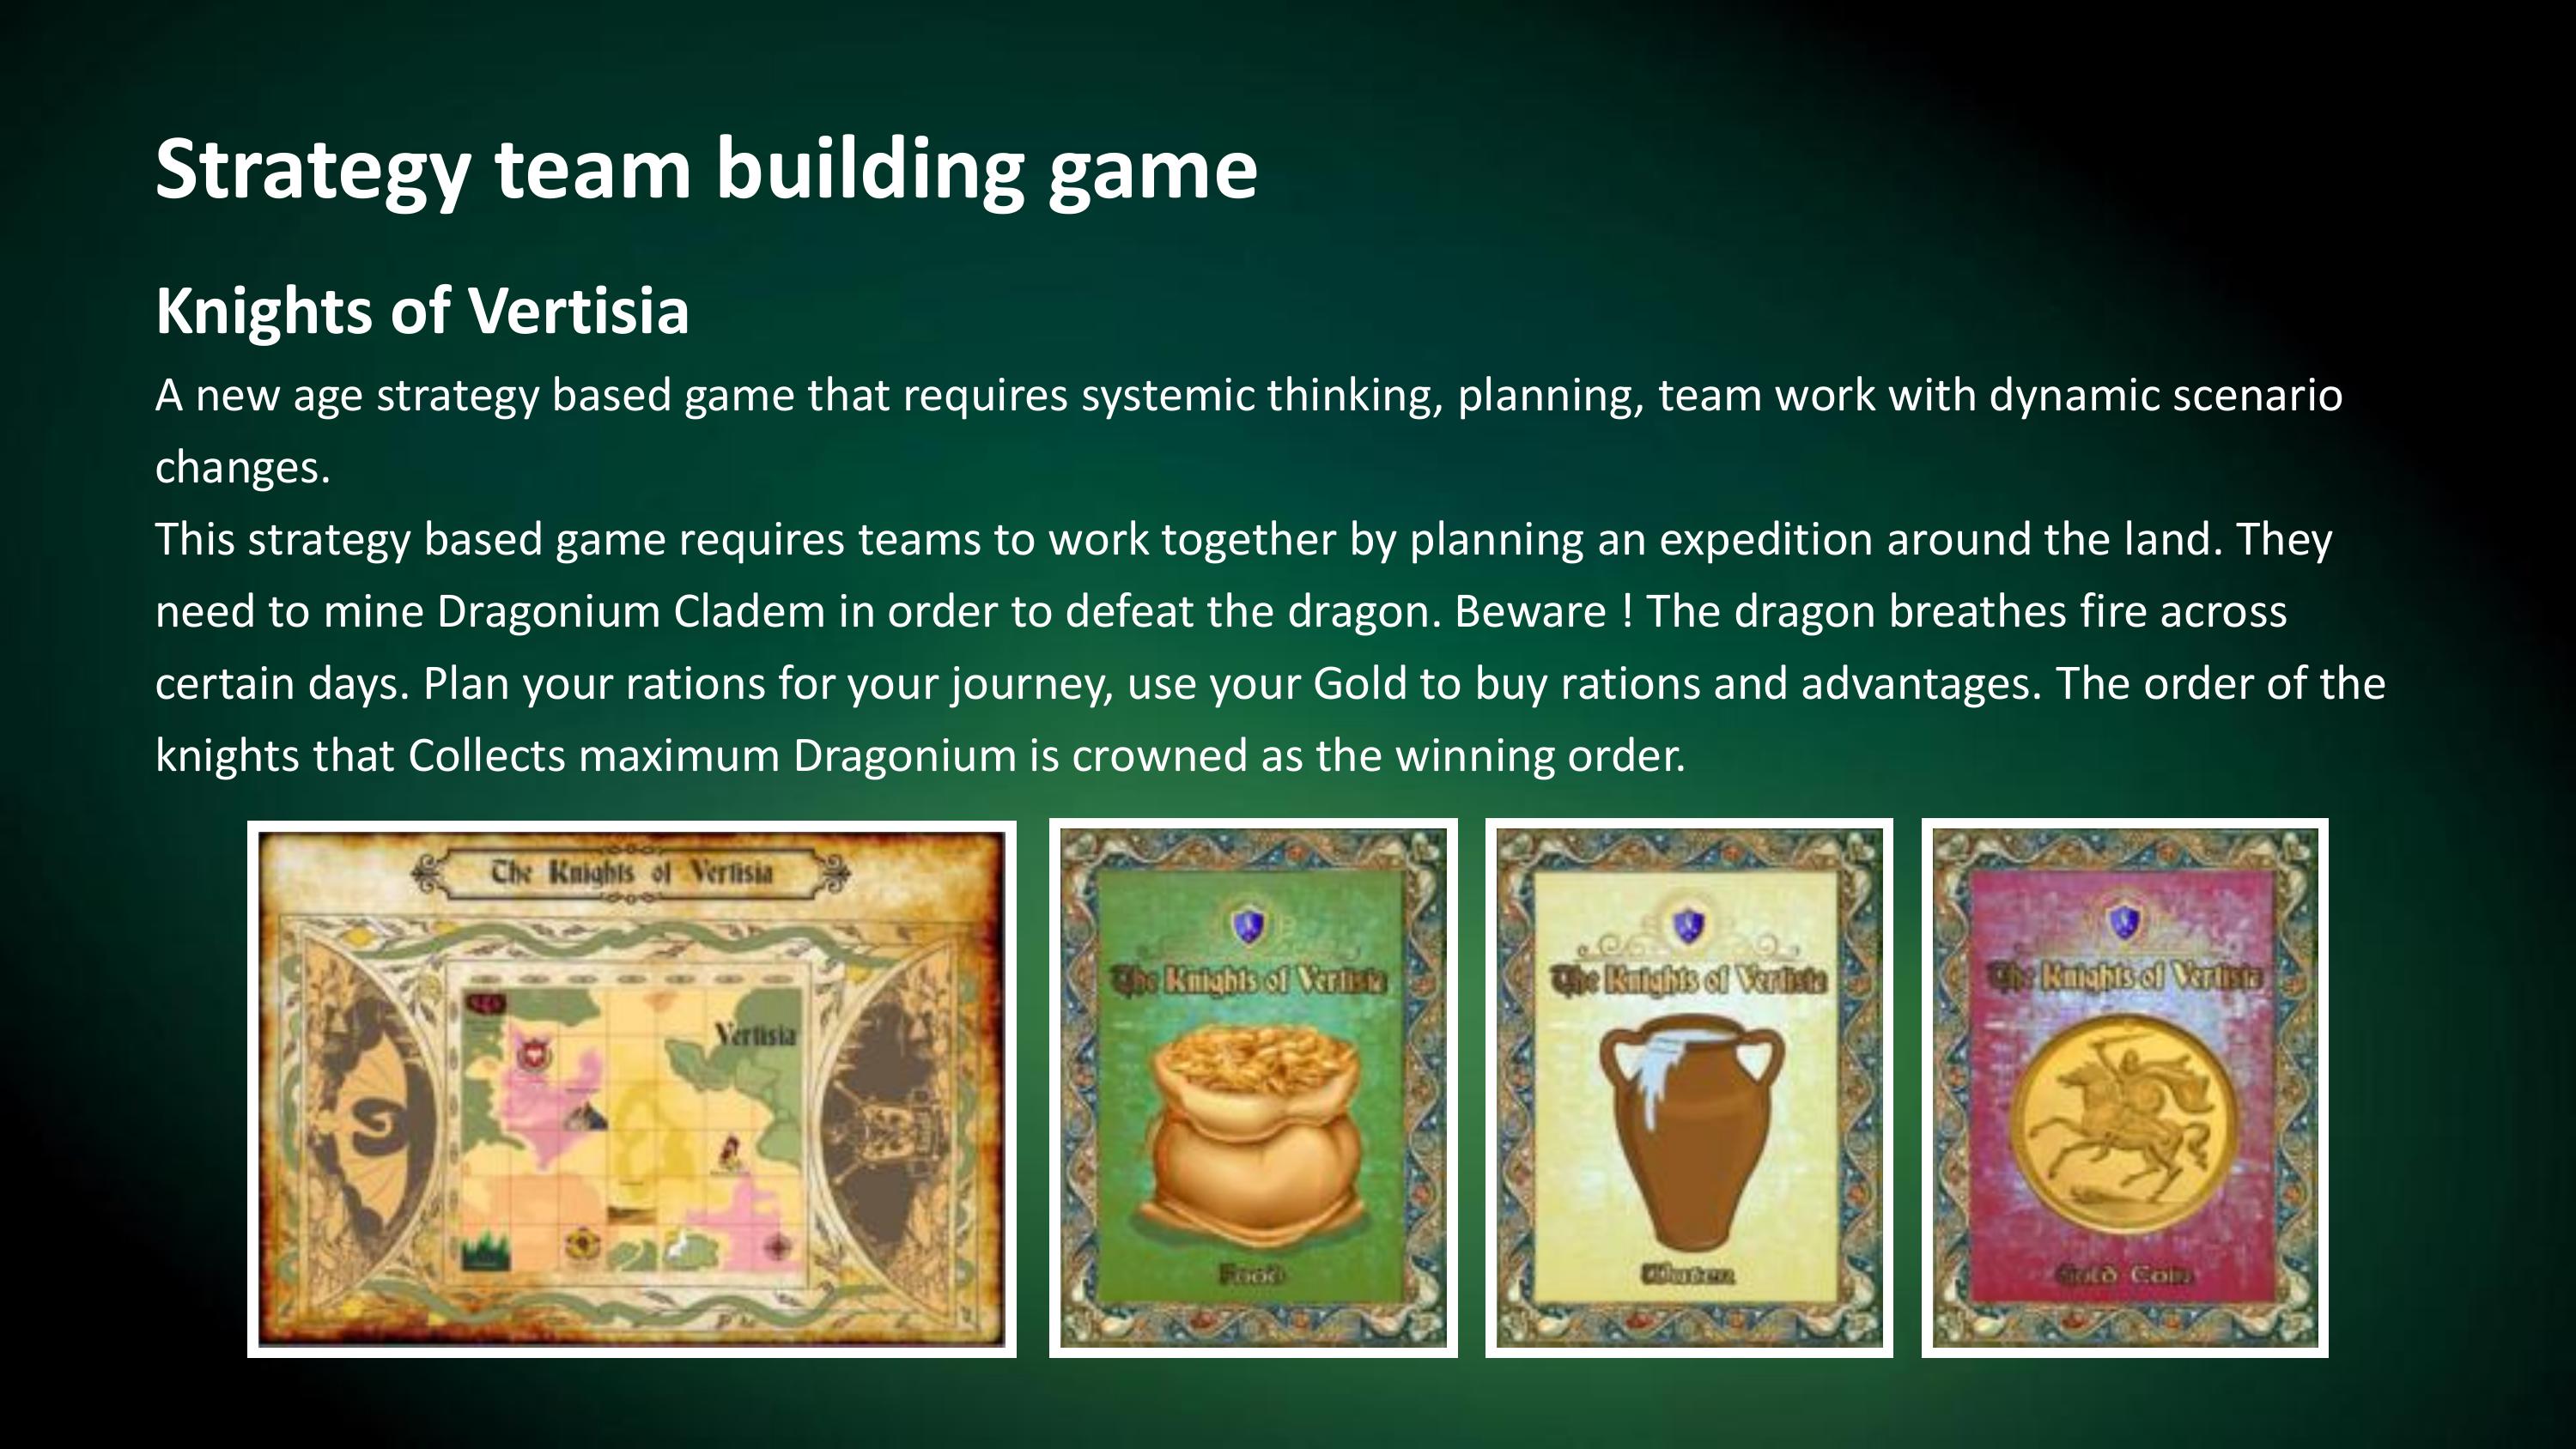 Strategy team building game
Knights of Vertisia
A new age strategy based game that requires systemic thinking, planning, team work with dynamic scenario
changes.
This strategy based game requires teams to work together by planning an expedition around the land. They
need to mine Dragonium Cladem in order to defeat the dragon. Beware ! The dragon breathes fire across
certain days. Plan your rations for your journey, use your Gold to buy rations and advantages. The order of the
knights that Collects maximum Dragonium is crowned as the winning order.
The Knights of Vertisia
Vertisia
The Knights of Vertisia
Food
The Knights of Vertisia
Water
The Knights of Vertisia
Gold Coin